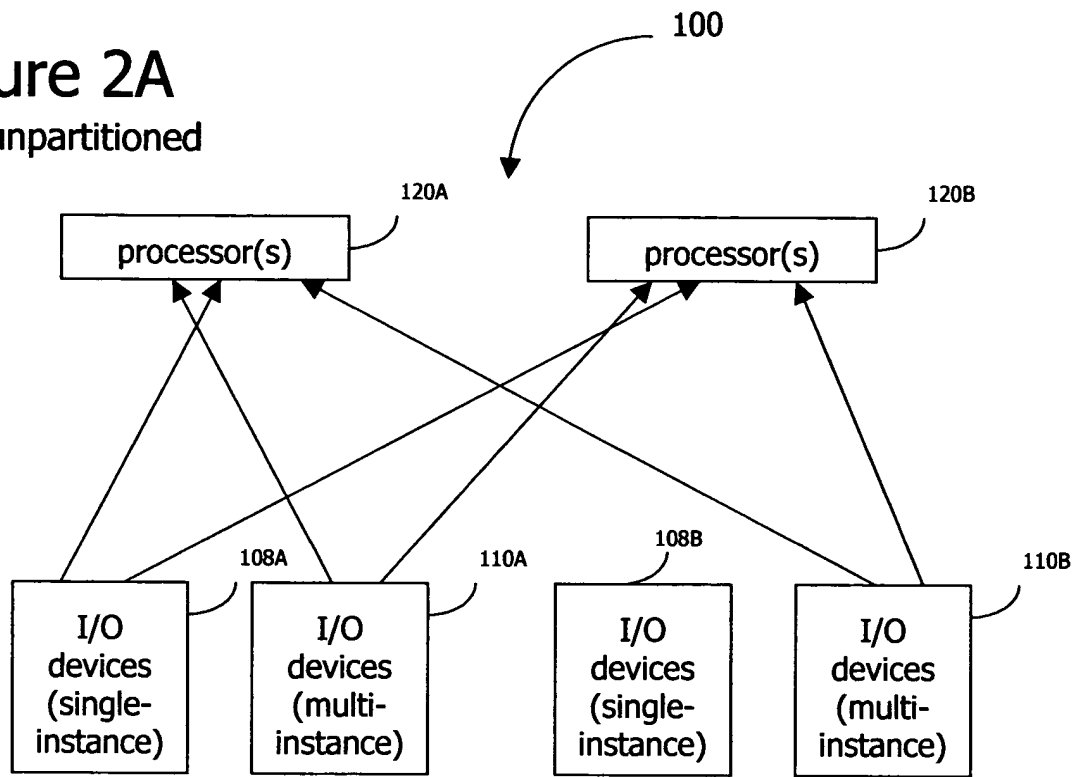 100
ure 2A
unpartitioned
120A
120B
processor(s)
processor(s)
108A
110A
108B
110B
I/O
devices
(single-
instance)
I/O
devices
(multi-
instance)
I/O
devices
(single-
instance)
I/O
devices
(multi-
instance)